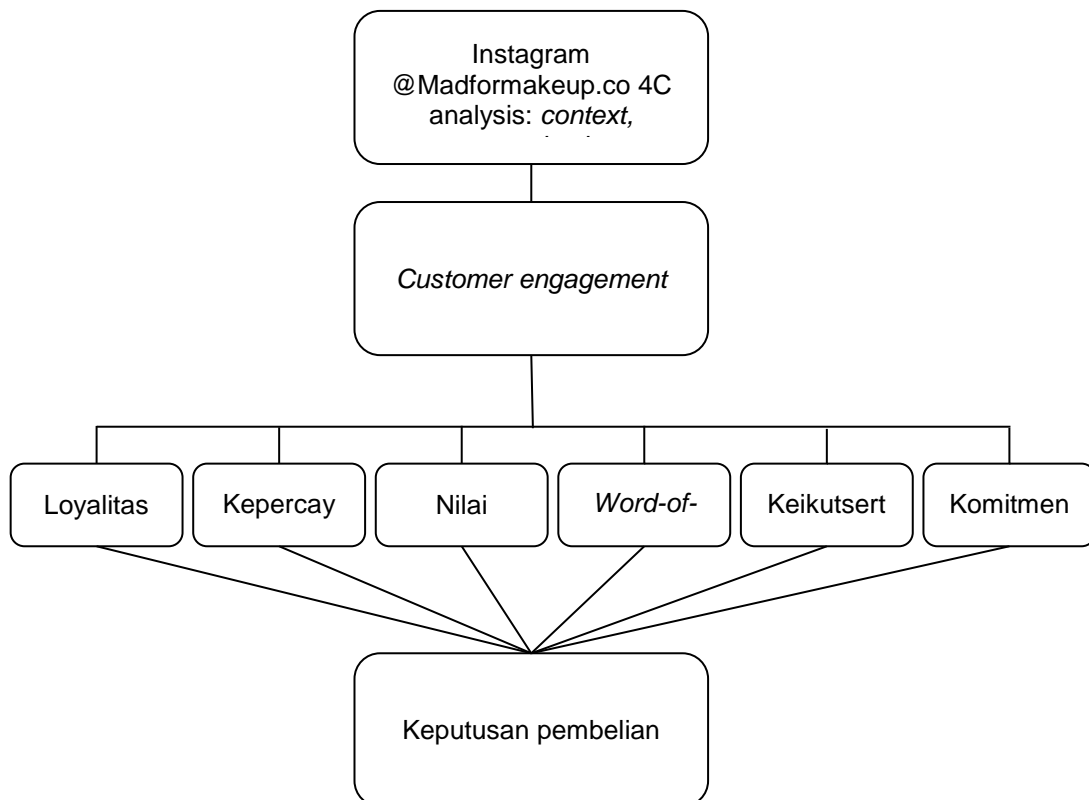 Instagram
@Madformakeup.co 4C
analysis: context,
Customer engagement
Loyalitas
Kepercay
Nilai
Word-of-
Keikutsert
Komitmen
Keputusan pembelian